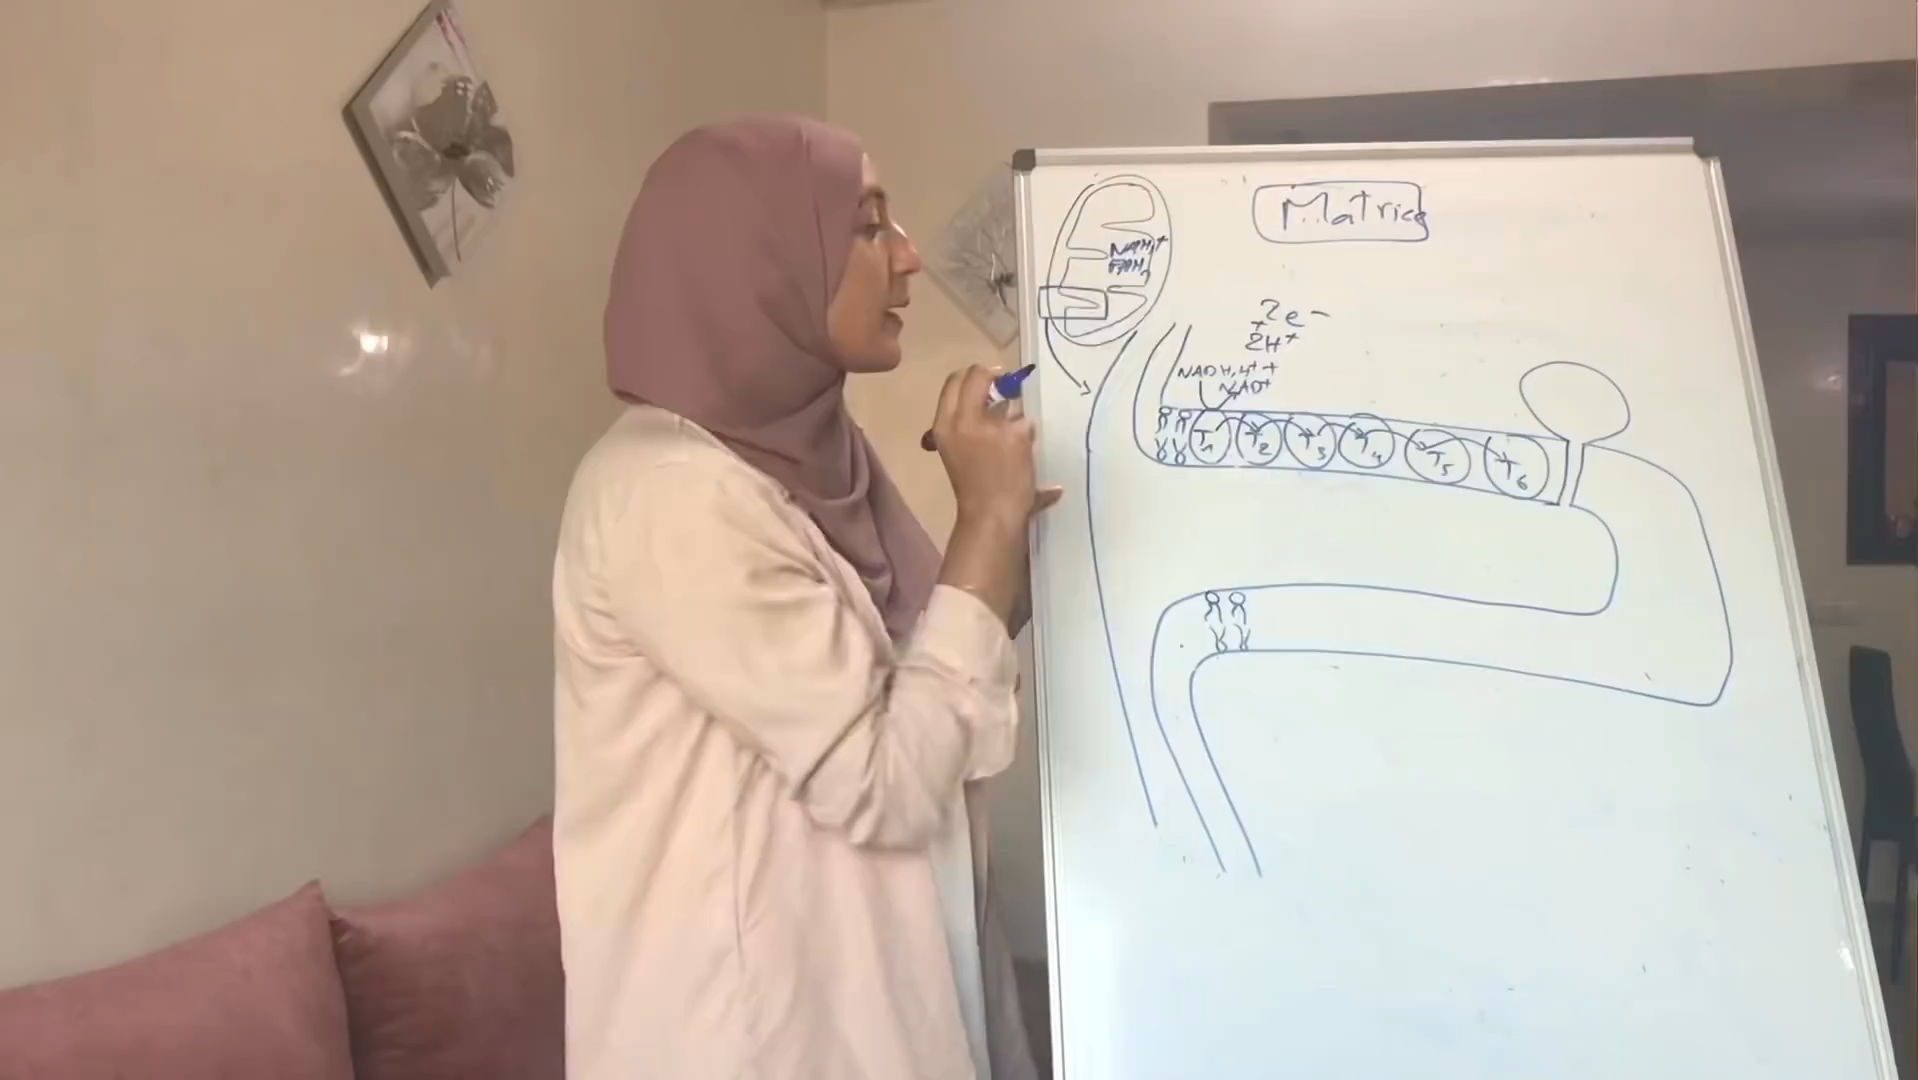 Matrice
NADH,H+
FADH2
2e-
+
2H+
NADH,H+ +
NAD+
T1 T2 T3 T4 T5 T6